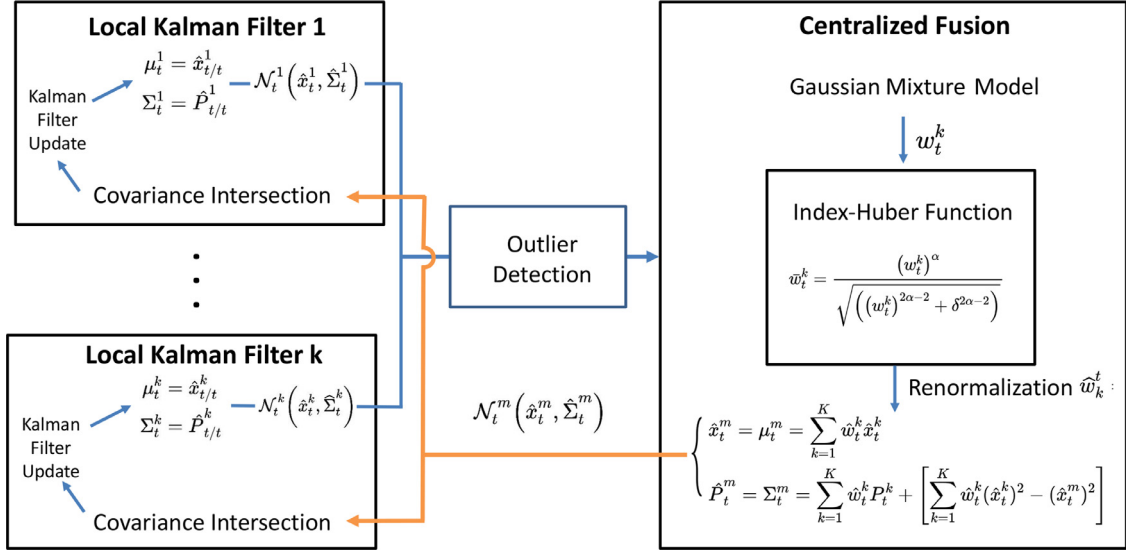 Local Kalman Filter 1
μ_t^1 = x̂_{t/t}^1
Σ_t^1 = P̂_{t/t}^1
𝒩_t^1(x̂_t^1, Σ̂_t^1)
Kalman
Filter
Update
Covariance Intersection
Local Kalman Filter k
μ_t^k = x̂_{t/t}^k
Σ_t^k = P̂_{t/t}^k
𝒩_t^k(x̂_t^k, Σ̂_t^k)
Kalman
Filter
Update
Covariance Intersection
Outlier
Detection
𝒩_t^m(x̂_t^m, Σ̂_t^m)
Centralized Fusion
Gaussian Mixture Model
w_t^k
Index-Huber Function
w̄_t^k = (w_t^k)^α / √(((w_t^k)^{2α−2} + δ^{2α−2}))
Renormalization ŵ_k^t :
x̂_t^m = μ_t^m = ∑_{k=1}^K ŵ_t^k x̂_t^k
P̂_t^m = Σ_t^m = ∑_{k=1}^K ŵ_t^k P_t^k + [∑_{k=1}^K ŵ_t^k (x̂_t^k)^2 − (x̂_t^m)^2]